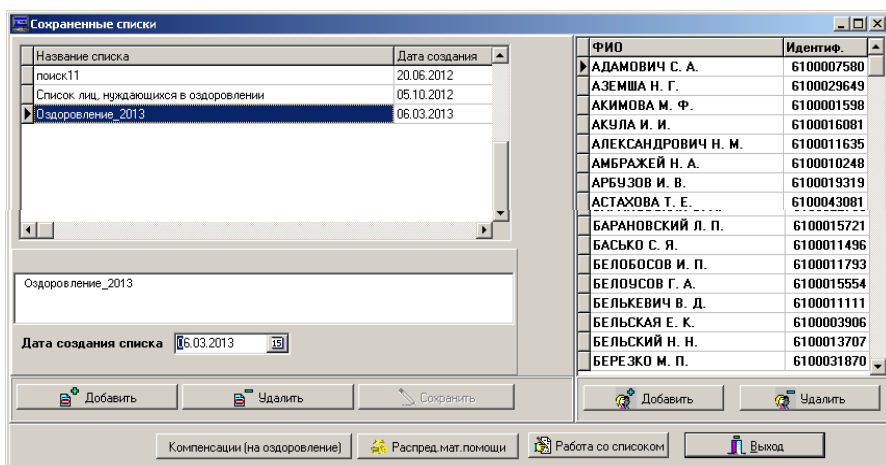 Сохраненные списки
Название списка Дата создания
поиск11 20.06.2012
Список лиц, нуждающихся в оздоровлении 05.10.2012
Оздоровление_2013 06.03.2013
Оздоровление_2013
Дата создания списка 06.03.2013 15
Добавить Удалить Сохранить
ФИО Идентиф.
АДАМОВИЧ С. А. 6100007580
АЗЕМША Н. Г. 6100029649
АКИМОВА М. Ф. 6100001598
АКУЛА И. И. 6100016081
АЛЕКСАНДРОВИЧ Н. М. 6100011635
АМБРАЖЕЙ Н. А. 6100010248
АРБУЗОВ И. В. 6100019319
АСТАХОВА Т. Е. 6100043081
БАРАНОВСКИЙ Л. П. 6100015721
БАСЬКО С. Я. 6100011496
БЕЛОБОСОВ И. П. 6100011793
БЕЛОУСОВ Г. А. 6100015554
БЕЛЬКЕВИЧ В. Д. 6100011111
БЕЛЬСКАЯ Е. К. 6100003906
БЕЛЬСКИЙ Н. Н. 6100013707
БЕРЕЗКО М. П. 6100031870
Добавить Удалить
Компенсации (на оздоровление) Распред.мат.помощи Работа со списоком Выход